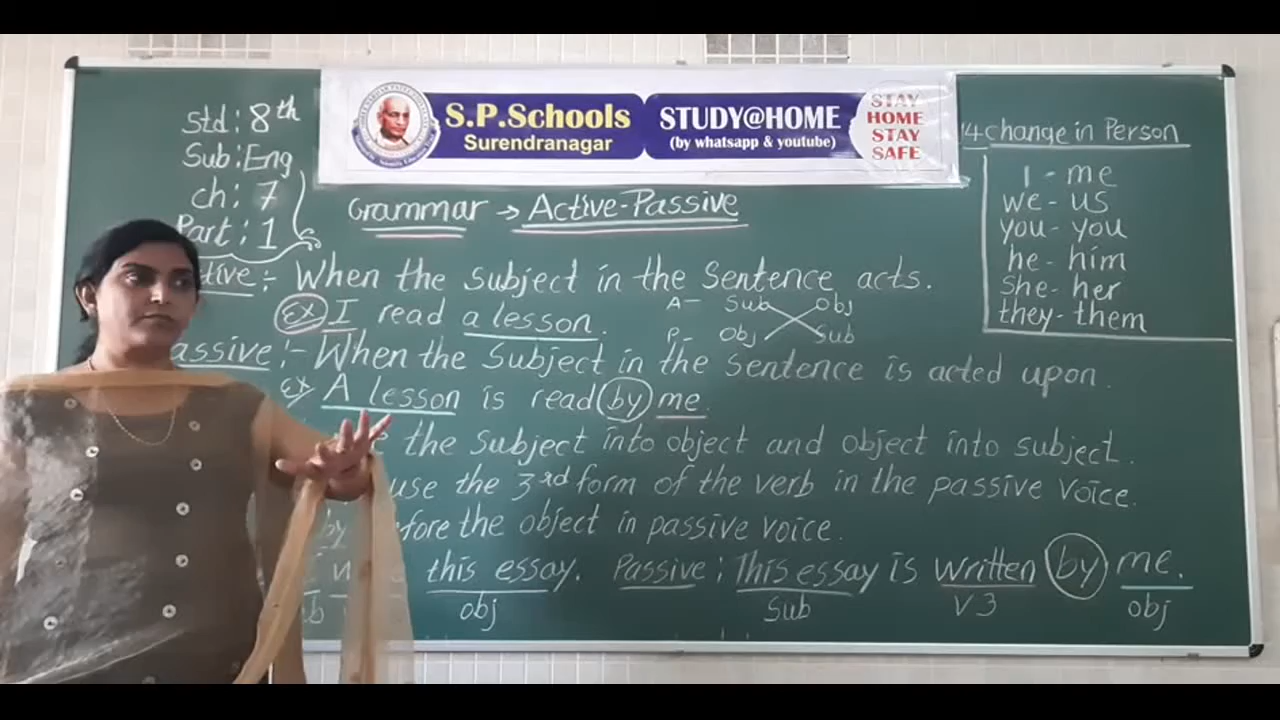 S.P.Schools
Surendranagar
STUDY@HOME
(by whatsapp & youtube)
STAY
HOME
STAY
SAFE
Std: 8th
Sub: Eng
ch: 7
Part: 1
Grammar → Active-Passive
When the Subject in the Sentence acts.
Ex I read a lesson.
A- Sub Obj
P- Obj Sub
assive:- When the Subject in the Sentence is acted upon.
Ex A lesson is read by me.
the Subject into object and object into subject.
use the 3rd form of the verb in the passive voice.
by the object in passive voice.
this essay. Passive: This essay is written by me.
obj Sub V3 obj
4 change in Person
I - me
we - us
you - you
he - him
She - her
they - them